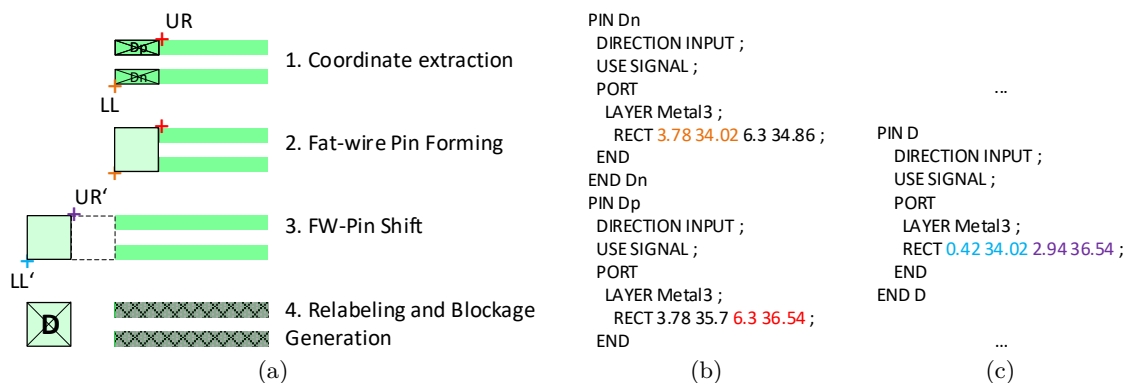 UR
Dp
1. Coordinate extraction
Dn
LL
2. Fat-wire Pin Forming
UR‘
3. FW-Pin Shift
LL‘
D
4. Relabeling and Blockage
Generation
(a)
PIN Dn
DIRECTION INPUT ;
USE SIGNAL ;
PORT
LAYER Metal3 ;
RECT 3.78 34.02 6.3 34.86 ;
END
END Dn
PIN Dp
DIRECTION INPUT ;
USE SIGNAL ;
PORT
LAYER Metal3 ;
RECT 3.78 35.7 6.3 36.54 ;
END
(b)
...
PIN D
DIRECTION INPUT ;
USE SIGNAL ;
PORT
LAYER Metal3 ;
RECT 0.42 34.02 2.94 36.54 ;
END
END D
...
(c)